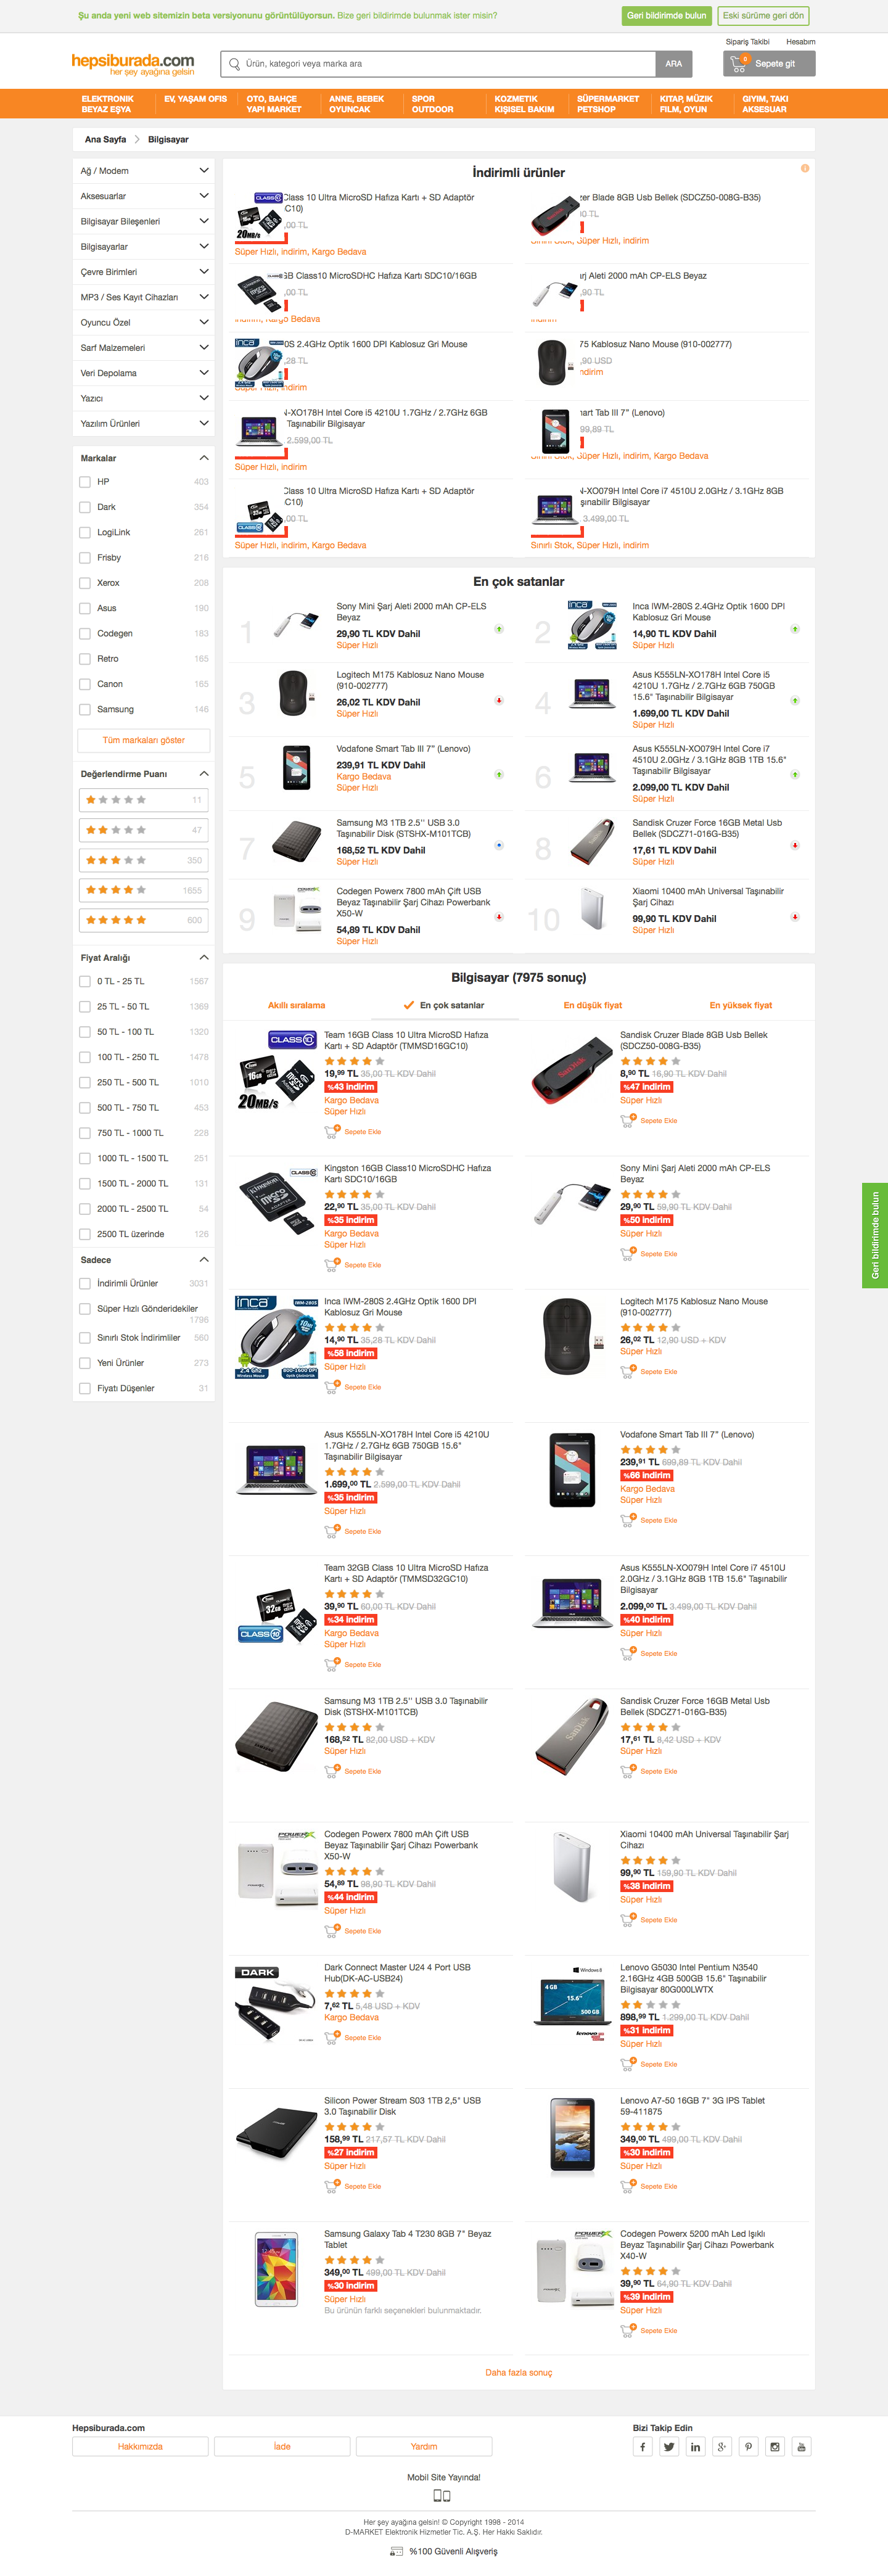 Şu anda yeni web sitemizin beta versiyonunu görüntülüyorsun. Bize geri bildirimde bulunmak ister misin?
Geri bildirimde bulun
Eski sürüme geri dön
Sipariş Takibi
Hesabım
hepsiburada.com
her şey ayağına gelsin
Ürün, kategori veya marka ara
ARA
0
Sepete git
ELEKTRONIK
BEYAZ EŞYA
EV, YAŞAM OFIS
OTO, BAHÇE
YAPI MARKET
ANNE, BEBEK
OYUNCAK
SPOR
OUTDOOR
KOZMETIK
KIŞISEL BAKIM
SÜPERMARKET
PETSHOP
KITAP, MÜZIK
FILM, OYUN
GIYIM, TAKI
AKSESUAR
Ana Sayfa
Bilgisayar
Ağ / Modem
Aksesuarlar
Bilgisayar Bileşenleri
Bilgisayarlar
Çevre Birimleri
MP3 / Ses Kayıt Cihazları
Oyuncu Özel
Sarf Malzemeleri
Veri Depolama
Yazıcı
Yazılım Ürünleri
Markalar
HP 403
Dark 354
LogiLink 261
Frisby 218
Xerox 208
Asus 190
Codegen 183
Retro 165
Canon 165
Samsung 146
Tüm markaları göster
Değerlendirme Puanı
11
47
350
1655
600
Fiyat Aralığı
0 TL - 25 TL 1567
25 TL - 50 TL 1369
50 TL - 100 TL 1320
100 TL - 250 TL 1478
250 TL - 500 TL 1010
500 TL - 750 TL 453
750 TL - 1000 TL 228
1000 TL - 1500 TL 251
1500 TL - 2000 TL 131
2000 TL - 2500 TL 54
2500 TL üzerinde 126
Sadece
İndirimli Ürünler 3031
Süper Hızlı Gönderidekiler
1796
Sınırlı Stok İndirimliler 560
Yeni Ürünler 273
Fiyatı Düşenler 31
İndirimli ürünler
Class 10 Ultra MicroSD Hafıza Kartı + SD Adaptör
C10)
,00 TL
20MB/s
Süper Hızlı, indirim, Kargo Bedava
zer Blade 8GB Usb Bellek (SDCZ50-008G-B35)
0 TL
Sınırlı Stok, Süper Hızlı, indirim
GB Class10 MicroSDHC Hafıza Kartı SDC10/16GB
,00 TL
indirim, Kargo Bedava
arj Aleti 2000 mAh CP-ELS Beyaz
,90 TL
indirim
0S 2.4GHz Optik 1600 DPI Kablosuz Gri Mouse
,28 TL
Süper Hızlı, indirim
75 Kablosuz Nano Mouse (910-002777)
,90 USD
indirim
N-XO178H Intel Core i5 4210U 1.7GHz / 2.7GHz 6GB
Taşınabilir Bilgisayar
2.599,00 TL
Süper Hızlı, indirim
mart Tab III 7" (Lenovo)
99,89 TL
Sınırlı Stok, Süper Hızlı, indirim, Kargo Bedava
Class 10 Ultra MicroSD Hafıza Kartı + SD Adaptör
C10)
,00 TL
Süper Hızlı, indirim, Kargo Bedava
N-XO079H Intel Core i7 4510U 2.0GHz / 3.1GHz 8GB
şınabilir Bilgisayar
3.499,00 TL
Sınırlı Stok, Süper Hızlı, indirim
En çok satanlar
1
Sony Mini Şarj Aleti 2000 mAh CP-ELS
Beyaz
29,90 TL KDV Dahil
Süper Hızlı
2
Inca IWM-280S 2.4GHz Optik 1600 DPI
Kablosuz Gri Mouse
14,90 TL KDV Dahil
Süper Hızlı
3
Logitech M175 Kablosuz Nano Mouse
(910-002777)
26,02 TL KDV Dahil
Süper Hızlı
4
Asus K555LN-XO178H Intel Core i5
4210U 1.7GHz / 2.7GHz 6GB 750GB
15.6" Taşınabilir Bilgisayar
1.699,00 TL KDV Dahil
Süper Hızlı
5
Vodafone Smart Tab III 7" (Lenovo)
239,91 TL KDV Dahil
Kargo Bedava
Süper Hızlı
6
Asus K555LN-XO079H Intel Core i7
4510U 2.0GHz / 3.1GHz 8GB 1TB 15.6"
Taşınabilir Bilgisayar
2.099,00 TL KDV Dahil
Süper Hızlı
7
Samsung M3 1TB 2.5'' USB 3.0
Taşınabilir Disk (STSHX-M101TCB)
168,52 TL KDV Dahil
Süper Hızlı
8
Sandisk Cruzer Force 16GB Metal Usb
Bellek (SDCZ71-016G-B35)
17,61 TL KDV Dahil
Süper Hızlı
9
Codegen Powerx 7800 mAh Çift USB
Beyaz Taşınabilir Şarj Cihazı Powerbank
X50-W
54,89 TL KDV Dahil
Süper Hızlı
10
Xiaomi 10400 mAh Universal Taşınabilir
Şarj Cihazı
99,90 TL KDV Dahil
Süper Hızlı
Bilgisayar (7975 sonuç)
Akıllı sıralama
En çok satanlar
En düşük fiyat
En yüksek fiyat
CLASS 10
20MB/s
Team 16GB Class 10 Ultra MicroSD Hafıza
Kartı + SD Adaptör (TMMSD16GC10)
19,99 TL 35,00 TL KDV Dahil
%43 indirim
Kargo Bedava
Süper Hızlı
Sepete Ekle
Sandisk Cruzer Blade 8GB Usb Bellek
(SDCZ50-008G-B35)
8,90 TL 16,90 TL KDV Dahil
%47 indirim
Süper Hızlı
Sepete Ekle
Kingston 16GB Class10 MicroSDHC Hafıza
Kartı SDC10/16GB
22,90 TL 35,00 TL KDV Dahil
%35 indirim
Kargo Bedava
Süper Hızlı
Sepete Ekle
Sony Mini Şarj Aleti 2000 mAh CP-ELS
Beyaz
29,90 TL 59,90 TL KDV Dahil
%50 indirim
Süper Hızlı
Sepete Ekle
inca
IWM-280S
Inca IWM-280S 2.4GHz Optik 1600 DPI
Kablosuz Gri Mouse
14,90 TL 35,28 TL KDV Dahil
%58 indirim
Süper Hızlı
Sepete Ekle
Logitech M175 Kablosuz Nano Mouse
(910-002777)
26,02 TL 12,90 USD + KDV
Süper Hızlı
Sepete Ekle
Asus K555LN-XO178H Intel Core i5 4210U
1.7GHz / 2.7GHz 6GB 750GB 15.6"
Taşınabilir Bilgisayar
1.699,00 TL 2.599,00 TL KDV Dahil
%35 indirim
Süper Hızlı
Sepete Ekle
Vodafone Smart Tab III 7" (Lenovo)
239,91 TL 699,89 TL KDV Dahil
%66 indirim
Kargo Bedava
Süper Hızlı
Sepete Ekle
32GB
CLASS 10
Team 32GB Class 10 Ultra MicroSD Hafıza
Kartı + SD Adaptör (TMMSD32GC10)
39,90 TL 60,00 TL KDV Dahil
%34 indirim
Kargo Bedava
Süper Hızlı
Sepete Ekle
Asus K555LN-XO079H Intel Core i7 4510U
2.0GHz / 3.1GHz 8GB 1TB 15.6" Taşınabilir
Bilgisayar
2.099,00 TL 3.499,00 TL KDV Dahil
%40 indirim
Süper Hızlı
Sepete Ekle
Samsung M3 1TB 2.5'' USB 3.0 Taşınabilir
Disk (STSHX-M101TCB)
168,52 TL 82,00 USD + KDV
Süper Hızlı
Sepete Ekle
Sandisk Cruzer Force 16GB Metal Usb
Bellek (SDCZ71-016G-B35)
17,61 TL 8,42 USD + KDV
Süper Hızlı
Sepete Ekle
POWERX
Codegen Powerx 7800 mAh Çift USB
Beyaz Taşınabilir Şarj Cihazı Powerbank
X50-W
54,89 TL 98,90 TL KDV Dahil
%44 indirim
Süper Hızlı
Sepete Ekle
Xiaomi 10400 mAh Universal Taşınabilir Şarj
Cihazı
99,90 TL 159,90 TL KDV Dahil
%38 indirim
Süper Hızlı
Sepete Ekle
DARK
Dark Connect Master U24 4 Port USB
Hub(DK-AC-USB24)
7,62 TL 5,48 USD + KDV
Kargo Bedava
Sepete Ekle
Windows 8
4 GB
15.6"
500 GB
Lenovo G5030 Intel Pentium N3540
2.16GHz 4GB 500GB 15.6" Taşınabilir
Bilgisayar 80G000LWTX
898,99 TL 1.299,00 TL KDV Dahil
%31 indirim
Süper Hızlı
Sepete Ekle
Silicon Power Stream S03 1TB 2,5" USB
3.0 Taşınabilir Disk
158,99 TL 217,57 TL KDV Dahil
%27 indirim
Süper Hızlı
Sepete Ekle
Lenovo A7-50 16GB 7" 3G IPS Tablet
59-411875
349,00 TL 499,00 TL KDV Dahil
%30 indirim
Süper Hızlı
Sepete Ekle
Samsung Galaxy Tab 4 T230 8GB 7" Beyaz
Tablet
349,00 TL 499,00 TL KDV Dahil
%30 indirim
Süper Hızlı
Bu ürünün farklı seçenekleri bulunmaktadır.
POWERX
Codegen Powerx 5200 mAh Led Işıklı
Beyaz Taşınabilir Şarj Cihazı Powerbank
X40-W
39,90 TL 64,90 TL KDV Dahil
%39 indirim
Süper Hızlı
Sepete Ekle
Daha fazla sonuç
Geri bildirimde bulun
Hepsiburada.com
Hakkımızda
İade
Yardım
Bizi Takip Edin
Mobil Site Yayında!
Her şey ayağına gelsin! © Copyright 1998 - 2014
D-MARKET Elektronik Hizmetler Tic. A.Ş. Her Hakkı Saklıdır.
%100 Güvenli Alışveriş